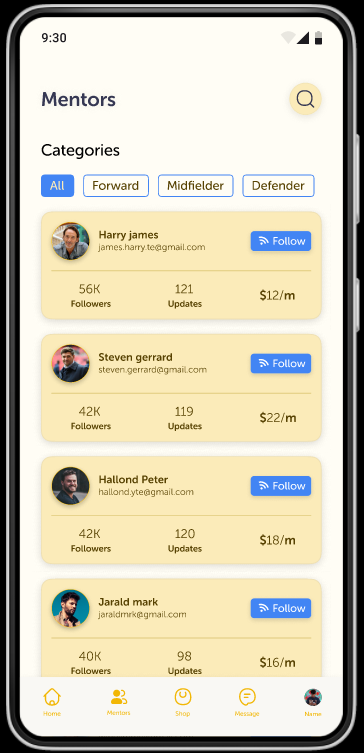 9:30
Mentors
Categories
All Forward Midfielder Defender
Harry james
james.harry.te@gmail.com
Follow
56K 121 $12/m
Followers Updates
Steven gerrard
steven.gerrard@gmail.com
Follow
42K 119 $22/m
Followers Updates
Hallond Peter
hallond.yte@gmail.com
Follow
42K 120 $18/m
Followers Updates
Jarald mark
jaraldmrk@gmail.com
Follow
40K 98 $16/m
Followers Updates
Home Mentors Shop Message Name